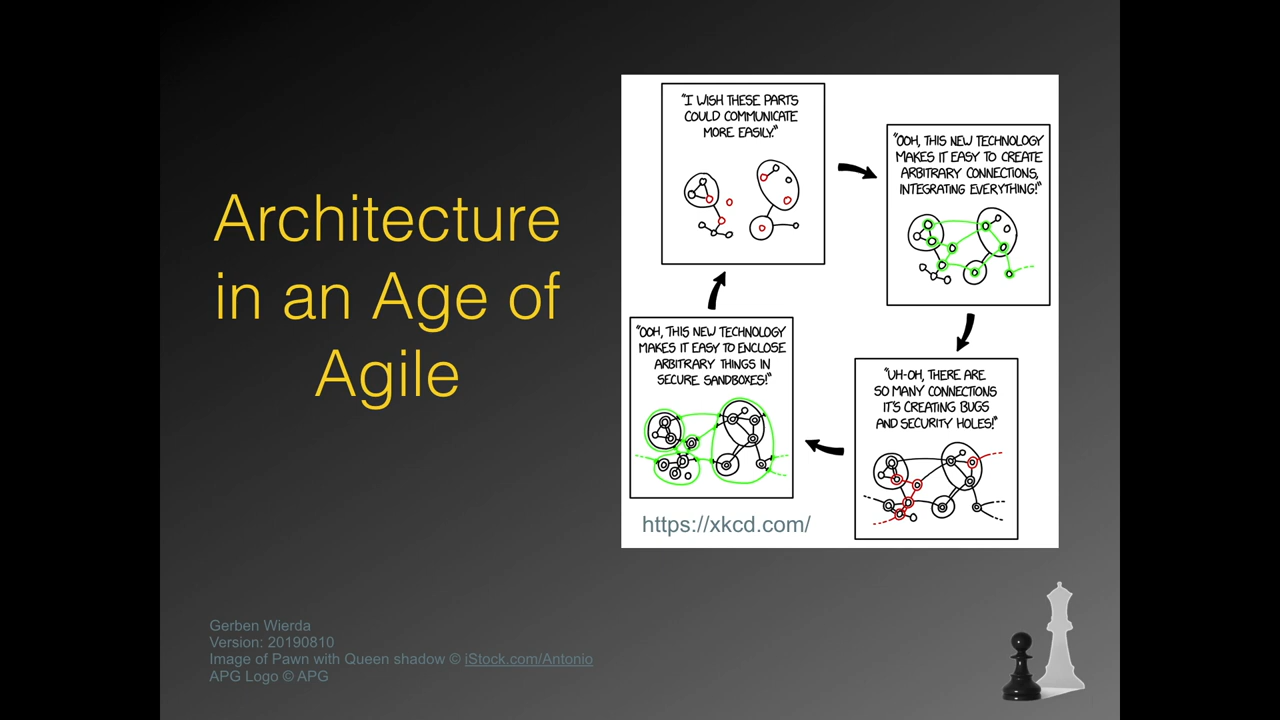 Architecture
in an Age of
Agile
"I WISH THESE PARTS
COULD COMMUNICATE
MORE EASILY."
"OOH, THIS NEW TECHNOLOGY
MAKES IT EASY TO CREATE
ARBITRARY CONNECTIONS,
INTEGRATING EVERYTHING!"
"UH-OH, THERE ARE
SO MANY CONNECTIONS
IT'S CREATING BUGS
AND SECURITY HOLES!"
"OOH, THIS NEW TECHNOLOGY
MAKES IT EASY TO ENCLOSE
ARBITRARY THINGS IN
SECURE SANDBOXES!"
https://xkcd.com/
Gerben Wierda
Version: 20190810
Image of Pawn with Queen shadow © iStock.com/Antonio
APG Logo © APG